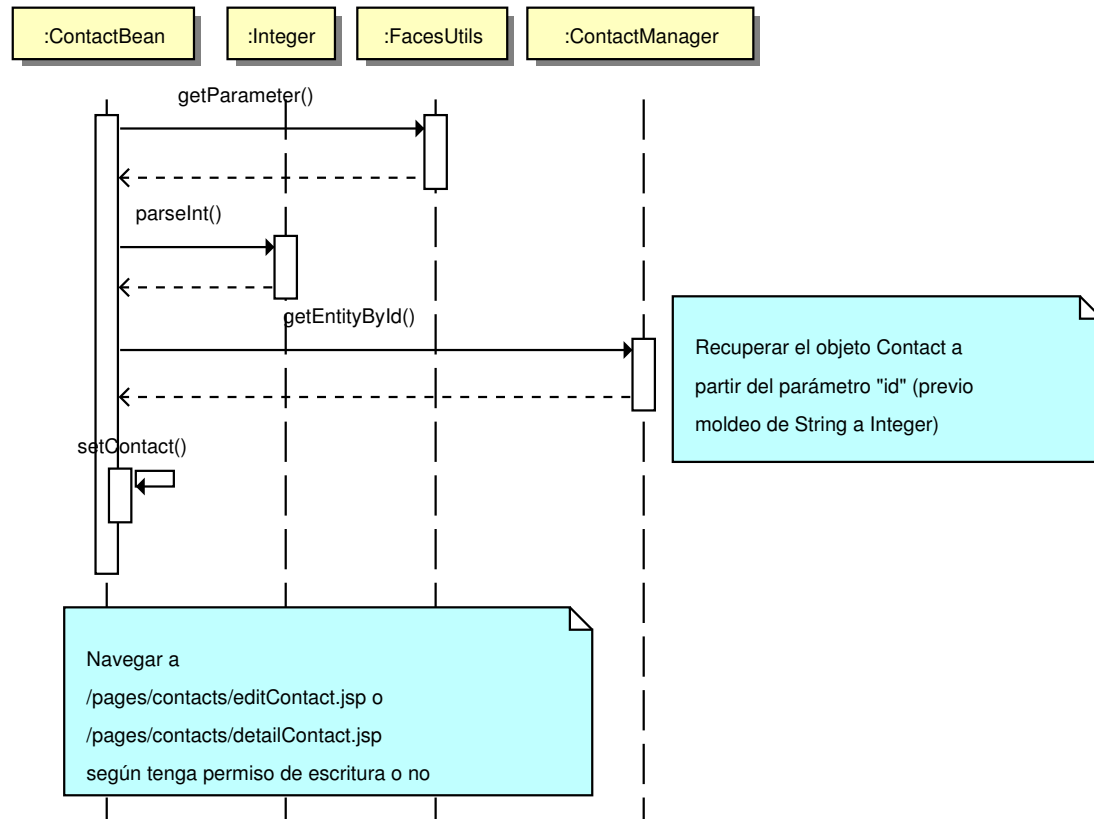 :ContactBean
:Integer
:FacesUtils
:ContactManager
getParameter()
parseInt()
getEntityById()
Recuperar el objeto Contact a
partir del parámetro "id" (previo
moldeo de String a Integer)
setContact()
Navegar a
/pages/contacts/editContact.jsp o
/pages/contacts/detailContact.jsp
según tenga permiso de escritura o no